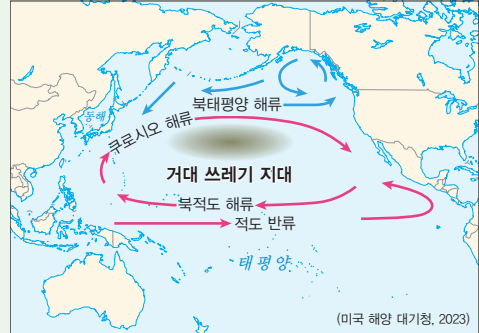 북태평양 해류
동해
쿠로시오 해류
거대 쓰레기 지대
북적도 해류
적도 반류
태평양
(미국 해양 대기청, 2023)